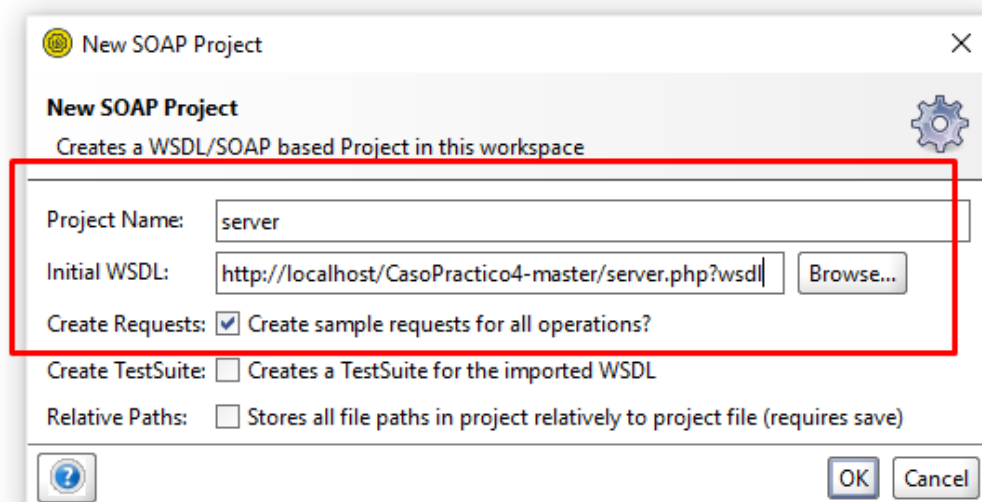 New SOAP Project
New SOAP Project
Creates a WSDL/SOAP based Project in this workspace
Project Name: server
Initial WSDL: http://localhost/CasoPractico4-master/server.php?wsdl Browse...
Create Requests: Create sample requests for all operations?
Create TestSuite: Creates a TestSuite for the imported WSDL
Relative Paths: Stores all file paths in project relatively to project file (requires save)
? OK Cancel